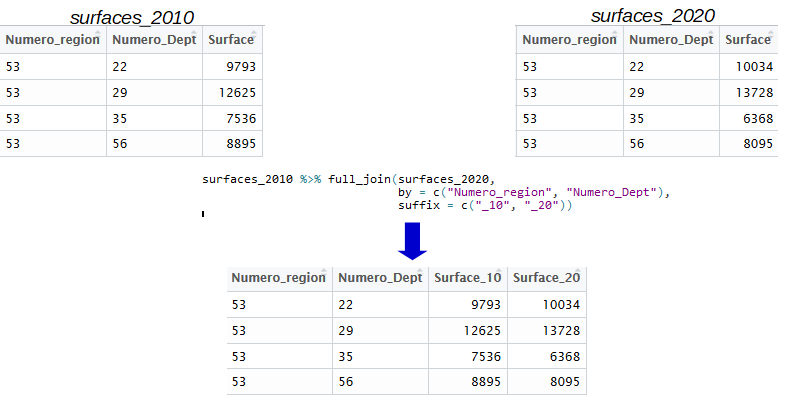 surfaces_2010
Numero_region Numero_Dept Surface
53 22 9793
53 29 12625
53 35 7536
53 56 8895
surfaces_2020
Numero_region Numero_Dept Surface
53 22 10034
53 29 13728
53 35 6368
53 56 8095
surfaces_2010 %>% full_join(surfaces_2020,
by = c("Numero_region", "Numero_Dept"),
suffix = c("_10", "_20"))
Numero_region Numero_Dept Surface_10 Surface_20
53 22 9793 10034
53 29 12625 13728
53 35 7536 6368
53 56 8895 8095